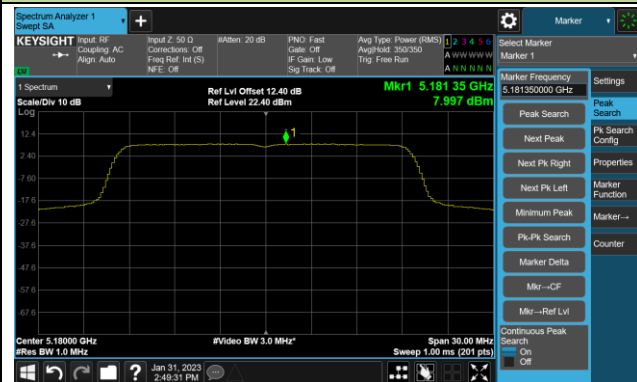 Spectrum Analyzer 1
Swept SA
+
Marker
KEYSIGHT
Input: RF
Coupling: AC
Align: Auto
Input Z: 50 Ω
Corrections: Off
Freq Ref: Int (S)
NFE: Off
#Atten: 20 dB
PNO: Fast
Gate: Off
IF Gain: Low
Sig Track: Off
Avg Type: Power (RMS)
Avg|Hold: 350/350
Trig: Free Run
1 2 3 4 5 6
A W W W W W
A N N N N N
LXI
Select Marker
Marker 1
1 Spectrum
Scale/Div 10 dB
Log
Ref Lvl Offset 12.40 dB
Ref Level 22.40 dBm
Mkr1 5.181 35 GHz
7.997 dBm
1
12.4
2.40
-7.60
-17.6
-27.6
-37.6
-47.6
-57.6
-67.6
Center 5.18000 GHz
#Res BW 1.0 MHz
#Video BW 3.0 MHz*
Span 30.00 MHz
Sweep 1.00 ms (201 pts)
Marker Frequency
5.181350000 GHz
Peak Search
Next Peak
Next Pk Right
Next Pk Left
Minimum Peak
Pk-Pk Search
Marker Delta
Mkr→CF
Mkr→Ref Lvl
Continuous Peak
Search
On
Off
Settings
Peak
Search
Pk Search
Config
Properties
Marker
Function
Marker→
Counter
?
Jan 31, 2023
2:49:31 PM